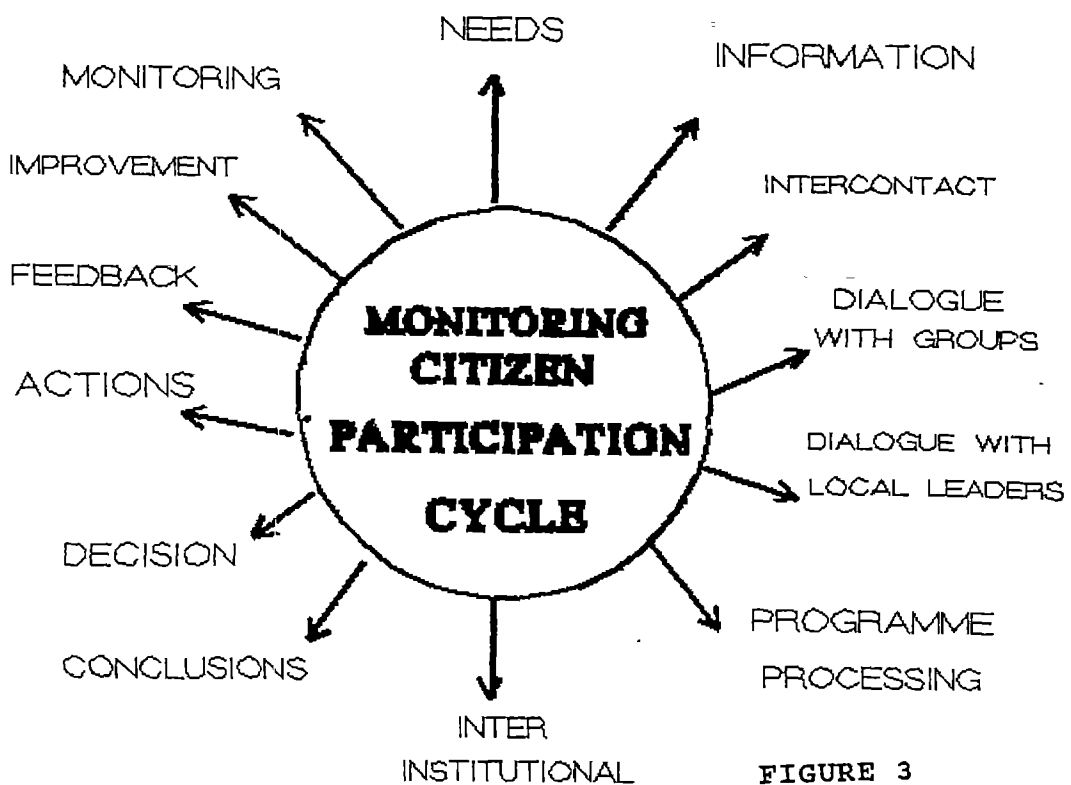 NEEDS
INFORMATION
INTERCONTACT
DIALOGUE
WITH GROUPS
DIALOGUE WITH
LOCAL LEADERS
PROGRAMME
PROCESSING
INTER
INSTITUTIONAL
CONCLUSIONS
DECISION
ACTIONS
FEEDBACK
IMPROVEMENT
MONITORING
MONITORING
CITIZEN
PARTICIPATION
CYCLE
FIGURE 3